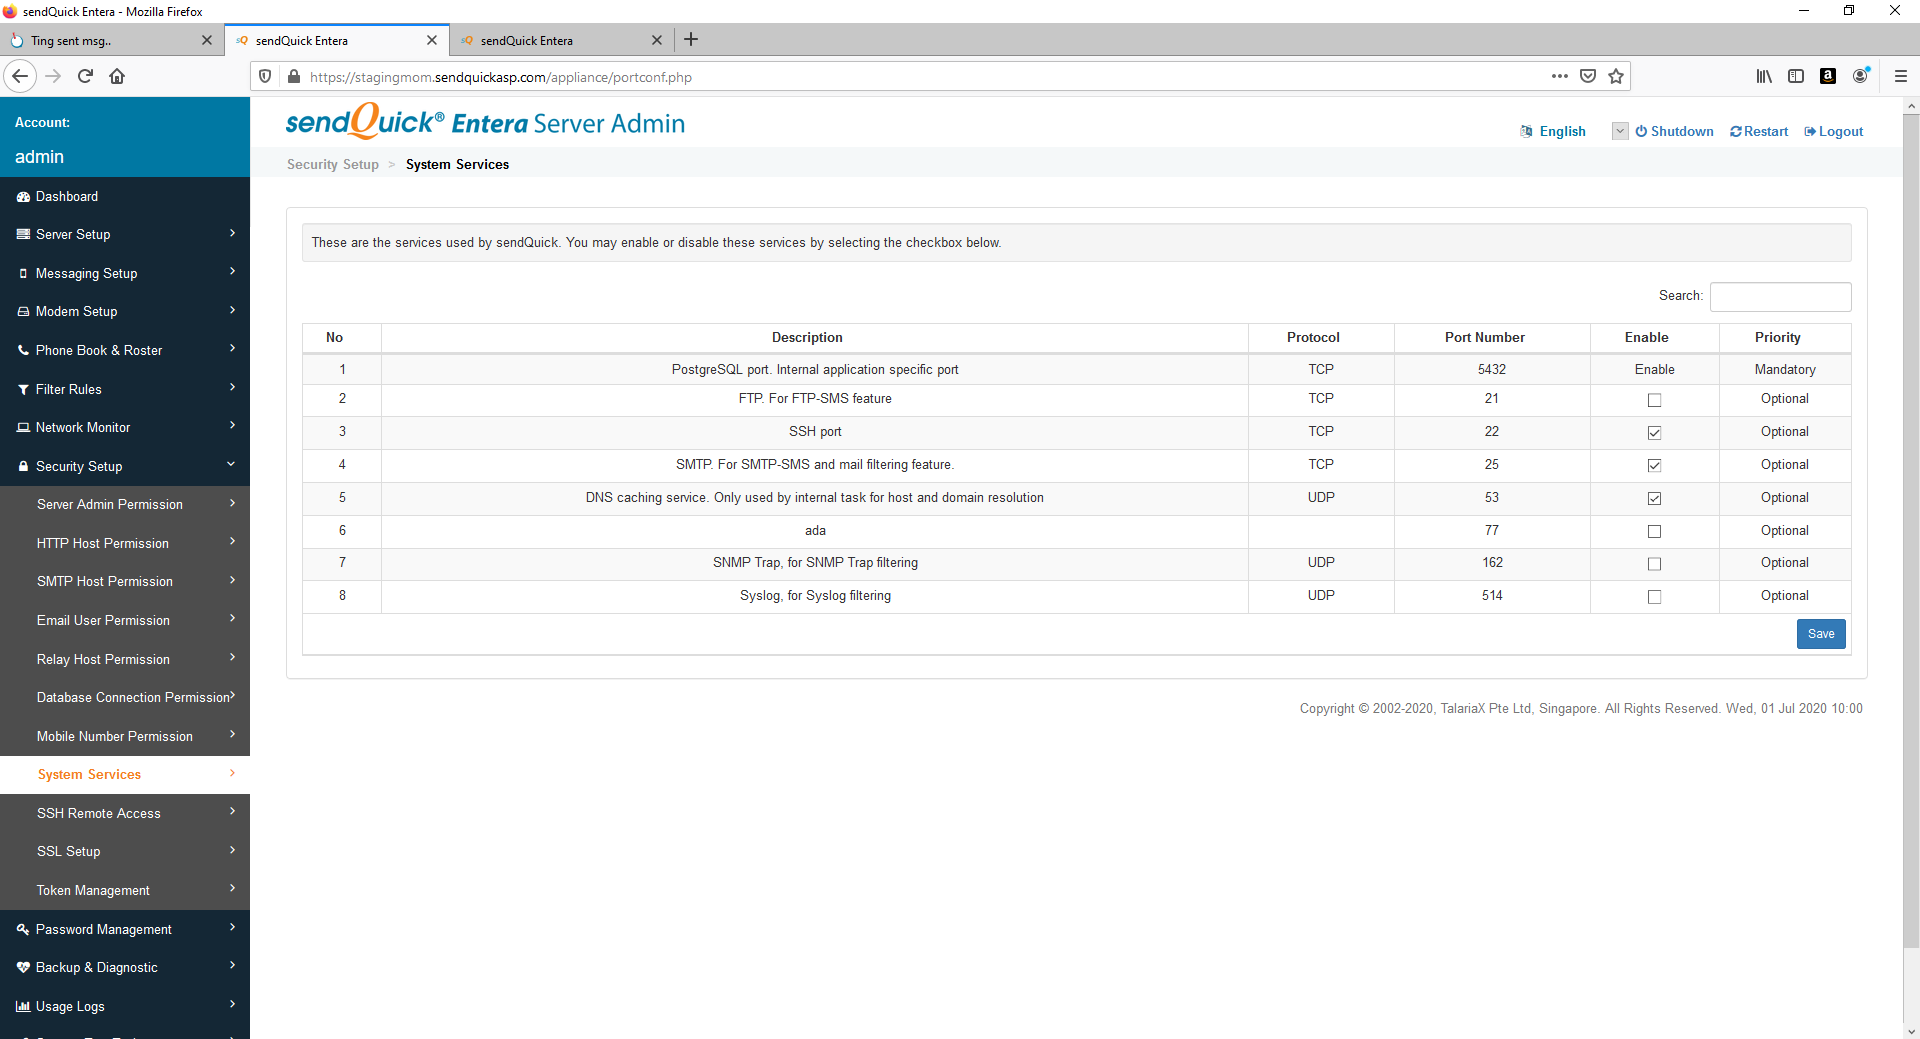 sendQuick Entera - Mozilla Firefox
Ting sent msg..
sendQuick Entera
sendQuick Entera
https://stagingmom.sendquickasp.com/appliance/portconf.php
Account:
admin
sendQuick® Entera Server Admin
English
Shutdown
Restart
Logout
Security Setup > System Services
Dashboard
Server Setup
Messaging Setup
Modem Setup
Phone Book & Roster
Filter Rules
Network Monitor
Security Setup
Server Admin Permission
HTTP Host Permission
SMTP Host Permission
Email User Permission
Relay Host Permission
Database Connection Permission
Mobile Number Permission
System Services
SSH Remote Access
SSL Setup
Token Management
Password Management
Backup & Diagnostic
Usage Logs
These are the services used by sendQuick. You may enable or disable these services by selecting the checkbox below.
Search:
No Description Protocol Port Number Enable Priority
1 PostgreSQL port. Internal application specific port TCP 5432 Enable Mandatory
2 FTP. For FTP-SMS feature TCP 21 Optional
3 SSH port TCP 22 Optional
4 SMTP. For SMTP-SMS and mail filtering feature. TCP 25 Optional
5 DNS caching service. Only used by internal task for host and domain resolution UDP 53 Optional
6 ada 77 Optional
7 SNMP Trap, for SNMP Trap filtering UDP 162 Optional
8 Syslog, for Syslog filtering UDP 514 Optional
Save
Copyright © 2002-2020, TalariaX Pte Ltd, Singapore. All Rights Reserved. Wed, 01 Jul 2020 10:00